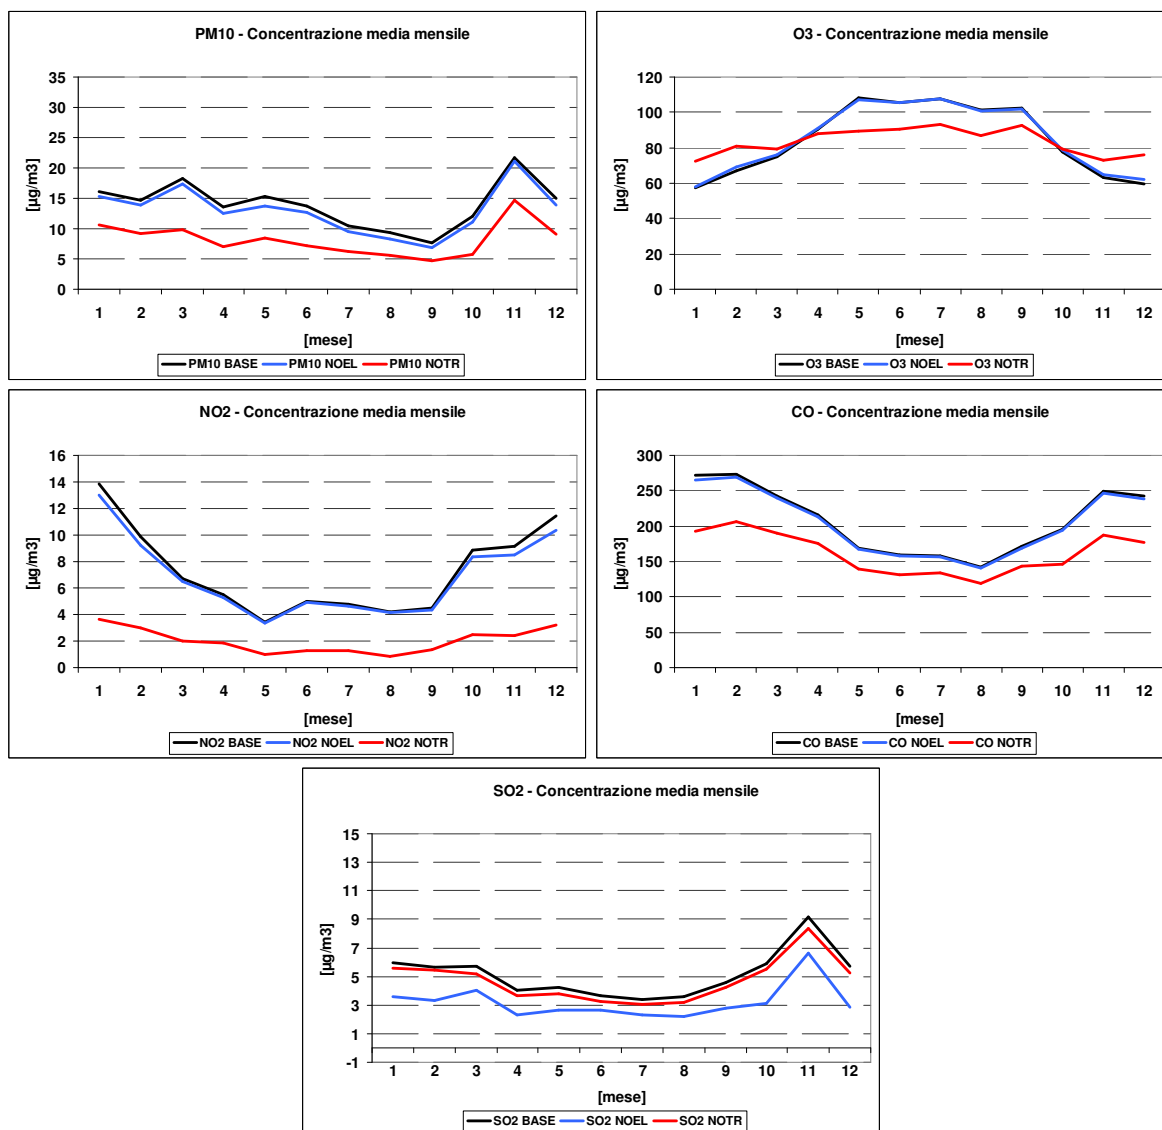 PM10 - Concentrazione media mensile
[µg/m3]
35
30
25
20
15
10
5
0
1 2 3 4 5 6 7 8 9 10 11 12
[mese]
PM10 BASE PM10 NOEL PM10 NOTR
O3 - Concentrazione media mensile
[µg/m3]
120
100
80
60
40
20
0
1 2 3 4 5 6 7 8 9 10 11 12
[mese]
O3 BASE O3 NOEL O3 NOTR
NO2 - Concentrazione media mensile
[µg/m3]
16
14
12
10
8
6
4
2
0
1 2 3 4 5 6 7 8 9 10 11 12
[mese]
NO2 BASE NO2 NOEL NO2 NOTR
CO - Concentrazione media mensile
[µg/m3]
300
250
200
150
100
50
0
1 2 3 4 5 6 7 8 9 10 11 12
[mese]
CO BASE CO NOEL CO NOTR
SO2 - Concentrazione media mensile
[µg/m3]
15
13
11
9
7
5
3
1
-1
1 2 3 4 5 6 7 8 9 10 11 12
[mese]
SO2 BASE SO2 NOEL SO2 NOTR